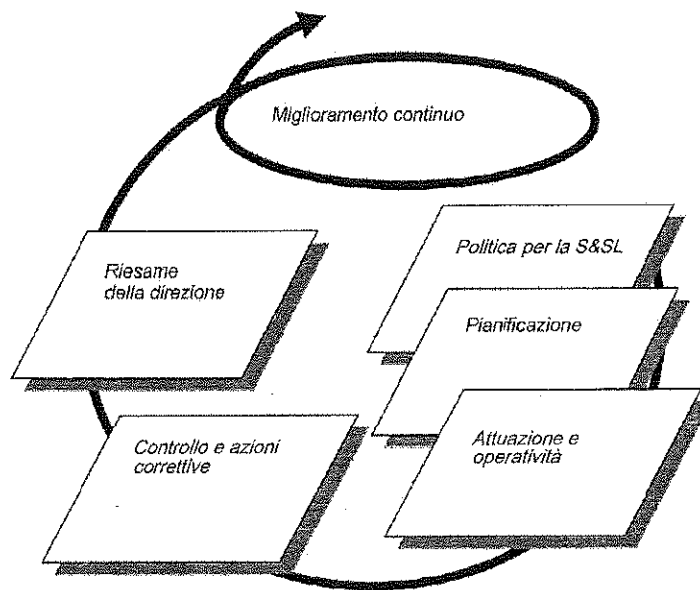 Miglioramento continuo
Politica per la S&SL
Pianificazione
Attuazione e
operatività
Controllo e azioni
correttive
Riesame
della direzione